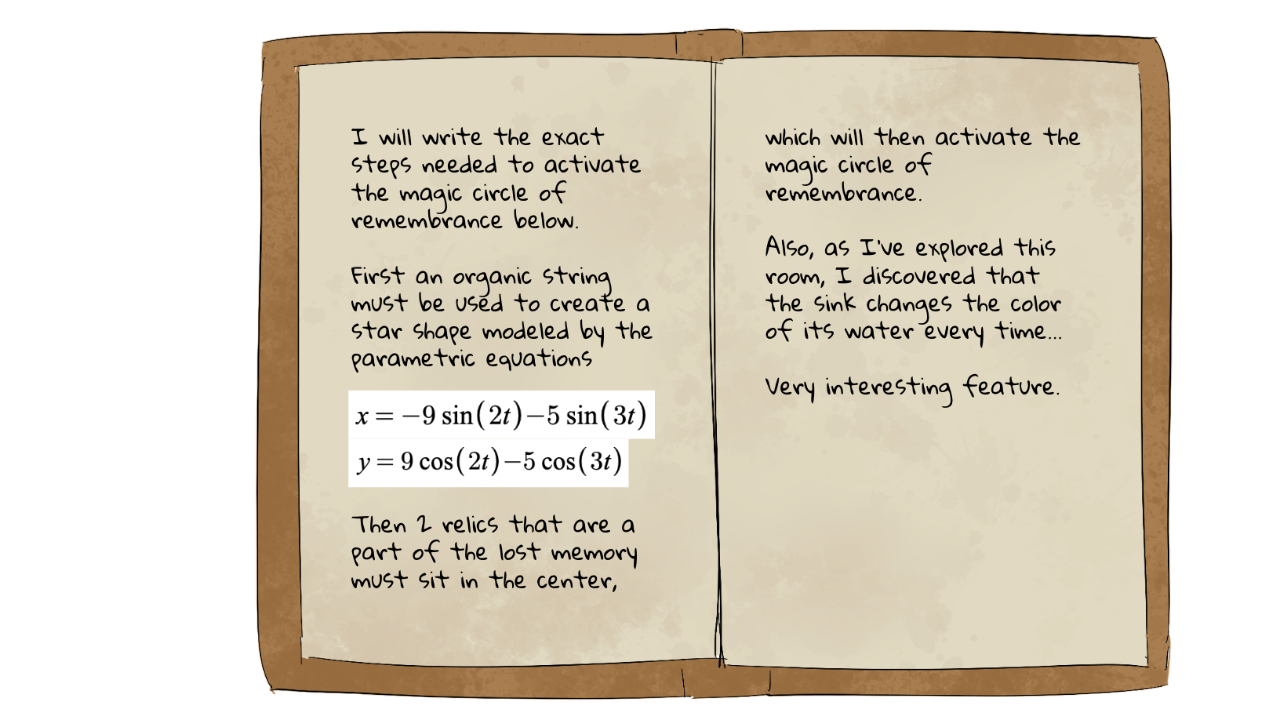 I will write the exact
steps needed to activate
the magic circle of
remembrance below.
First an organic string
must be used to create a
star shape modeled by the
parametric equations
x = −9 sin(2t)−5 sin(3t)
y = 9 cos(2t)−5 cos(3t)
Then 2 relics that are a
part of the lost memory
must sit in the center,
which will then activate the
magic circle of
remembrance.
Also, as I've explored this
room, I discovered that
the sink changes the color
of its water every time...
Very interesting feature.